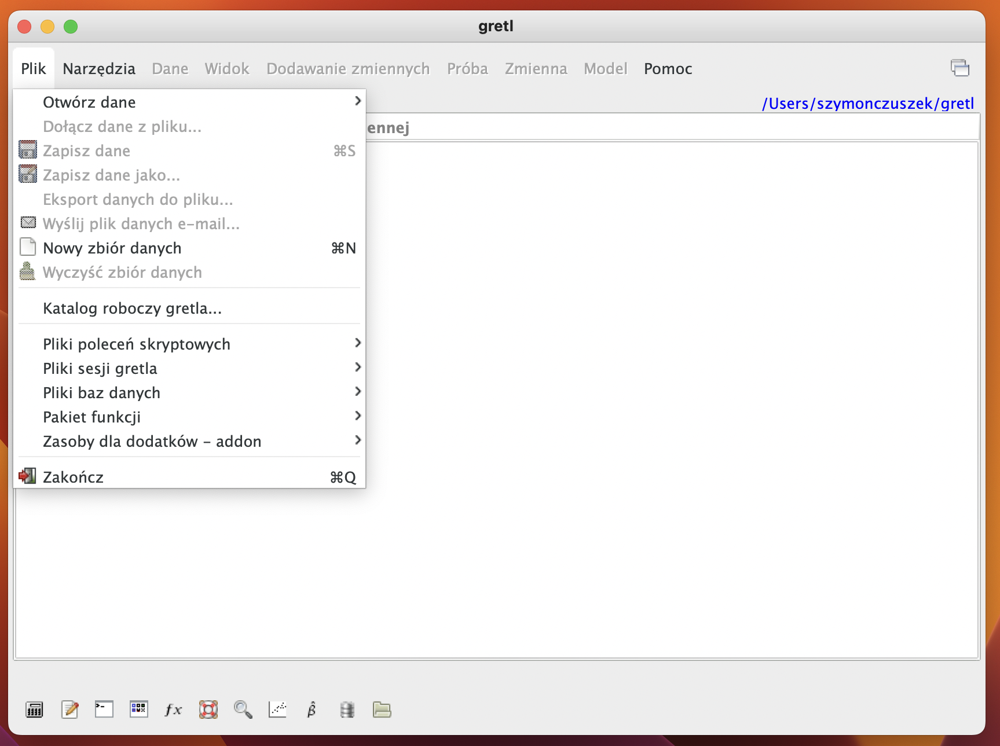 gretl
Plik Narzędzia Dane Widok Dodawanie zmiennych Próba Zmienna Model Pomoc
/Users/szymonczuszek/gretl
ennej
Otwórz dane
Dołącz dane z pliku...
Zapisz dane ⌘S
Zapisz dane jako...
Eksport danych do pliku...
Wyślij plik danych e-mail...
Nowy zbiór danych ⌘N
Wyczyść zbiór danych
Katalog roboczy gretla...
Pliki poleceń skryptowych
Pliki sesji gretla
Pliki baz danych
Pakiet funkcji
Zasoby dla dodatków - addon
Zakończ ⌘Q
fx β̂